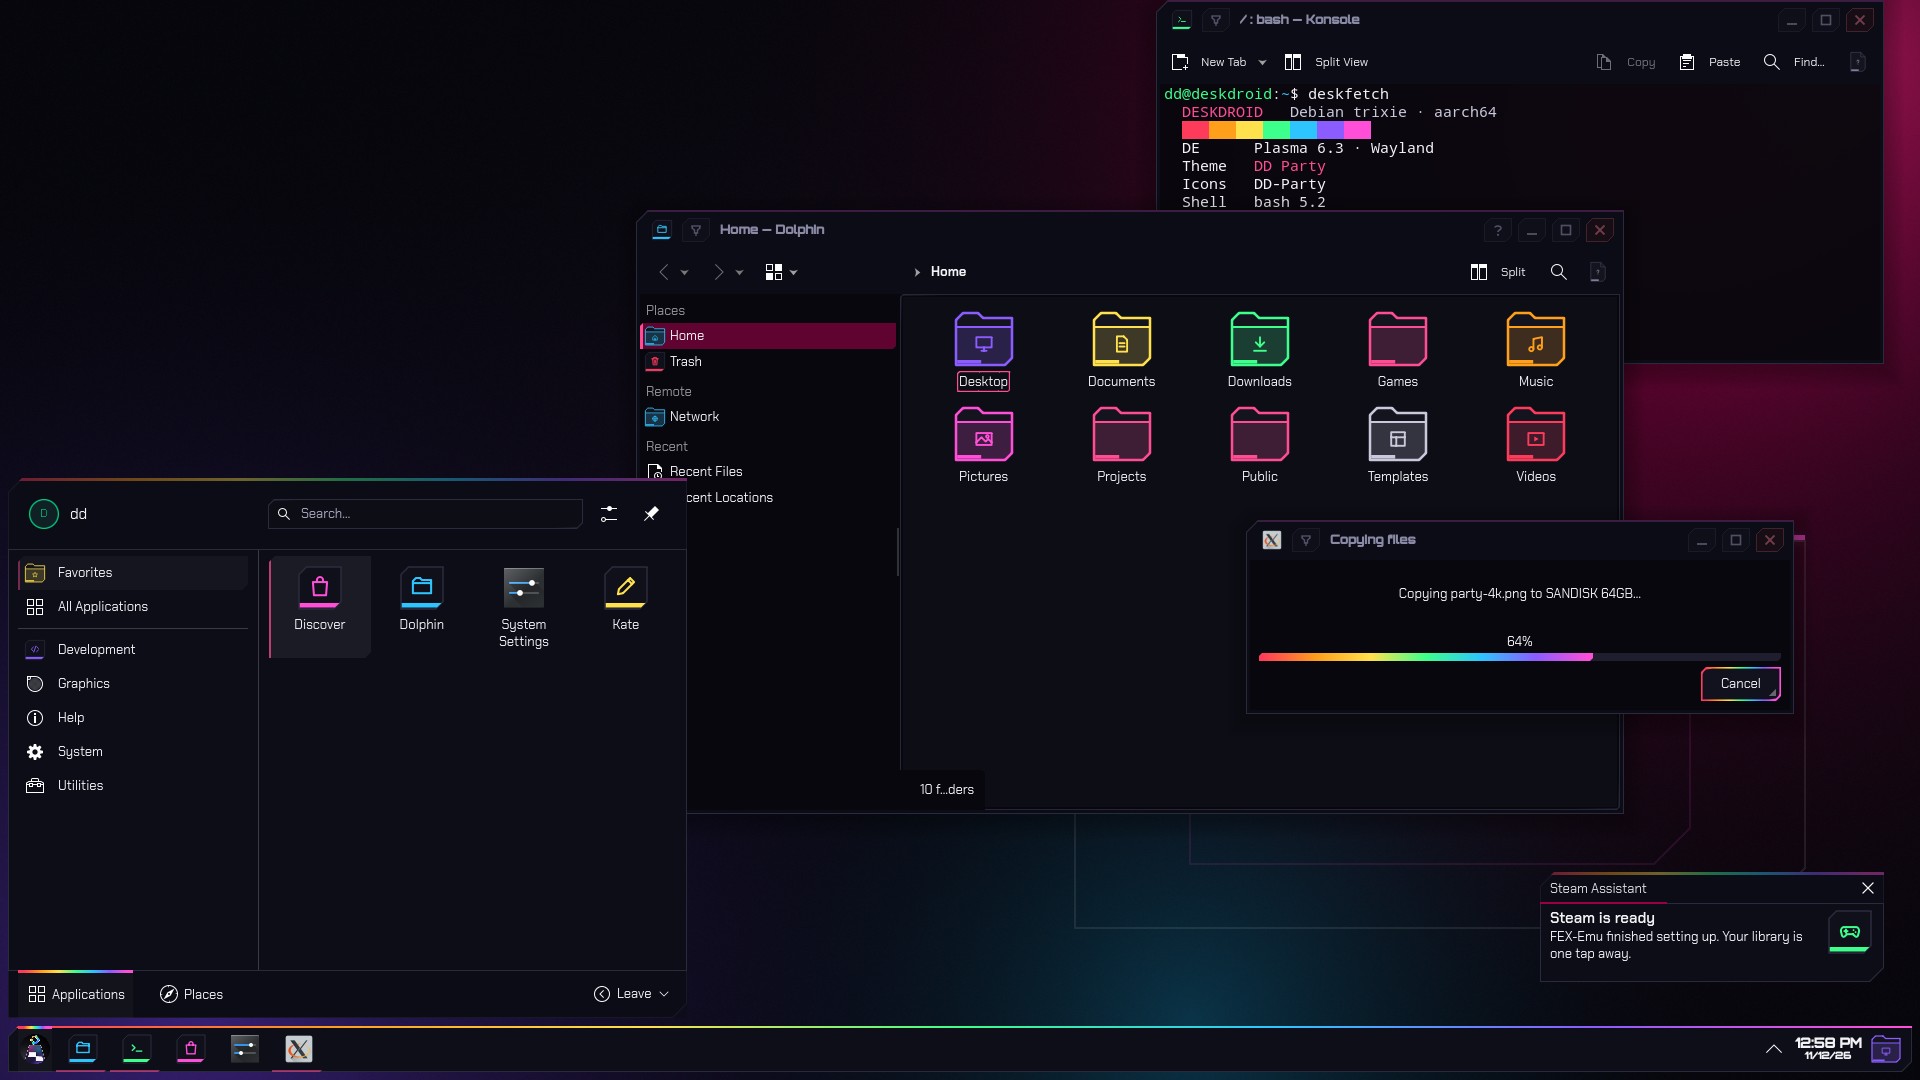 / : bash — Konsole
New Tab
Split View
Copy
Paste
Find...
dd@deskdroid:~$ deskfetch
DESKDROID Debian trixie · aarch64
DE Plasma 6.3 · Wayland
Theme DD Party
Icons DD-Party
Shell bash 5.2
Home — Dolphin
Home
Split
Places
Home
Trash
Remote
Network
Recent
Recent Files
cent Locations
Desktop
Documents
Downloads
Games
Music
Pictures
Projects
Public
Templates
Videos
10 f...ders
Copying files
Copying party-4k.png to SANDISK 64GB...
64%
Cancel
D
dd
Search...
Favorites
All Applications
Development
Graphics
Help
System
Utilities
Discover
Dolphin
System
Settings
Kate
Applications
Places
Leave
Steam Assistant
Steam is ready
FEX-Emu finished setting up. Your library is
one tap away.
12:58 PM
11/12/26